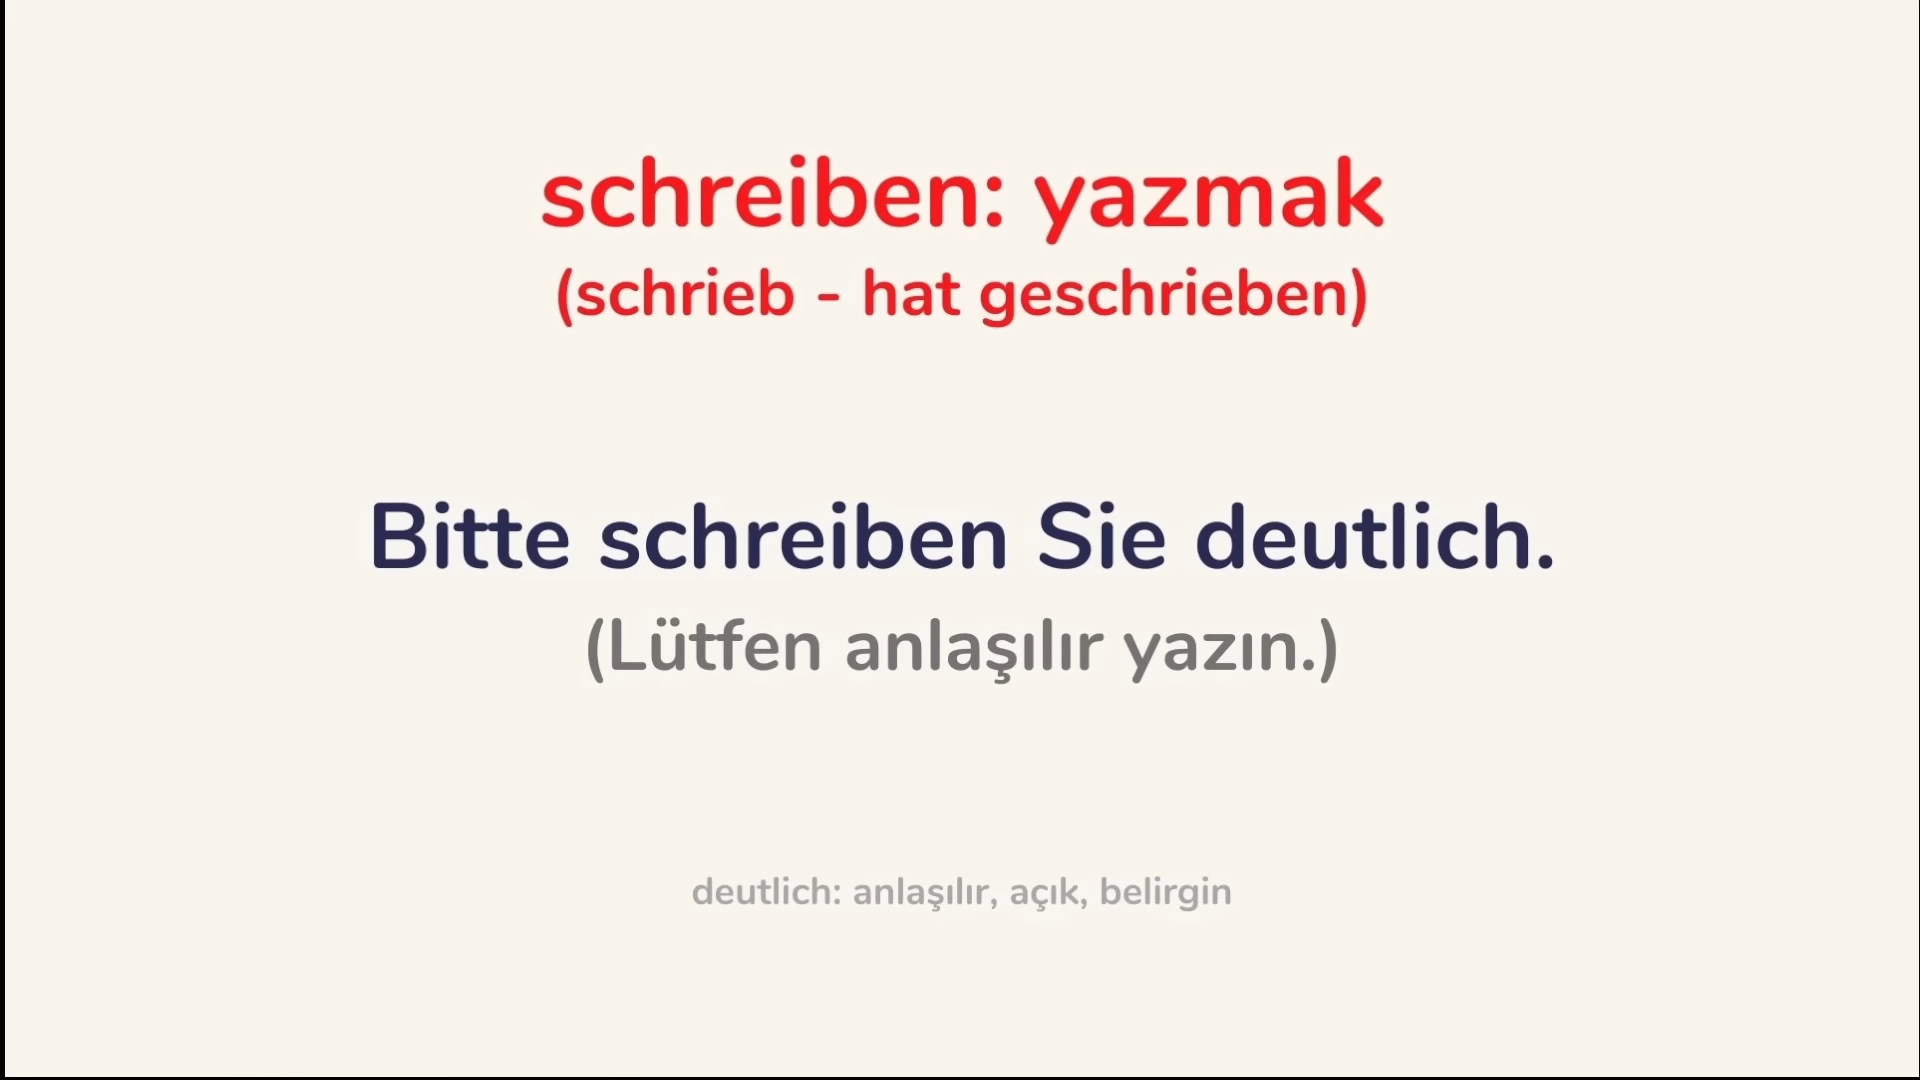 schreiben: yazmak
(schrieb - hat geschrieben)
Bitte schreiben Sie deutlich.
(Lütfen anlaşılır yazın.)
deutlich: anlaşılır, açık, belirgin